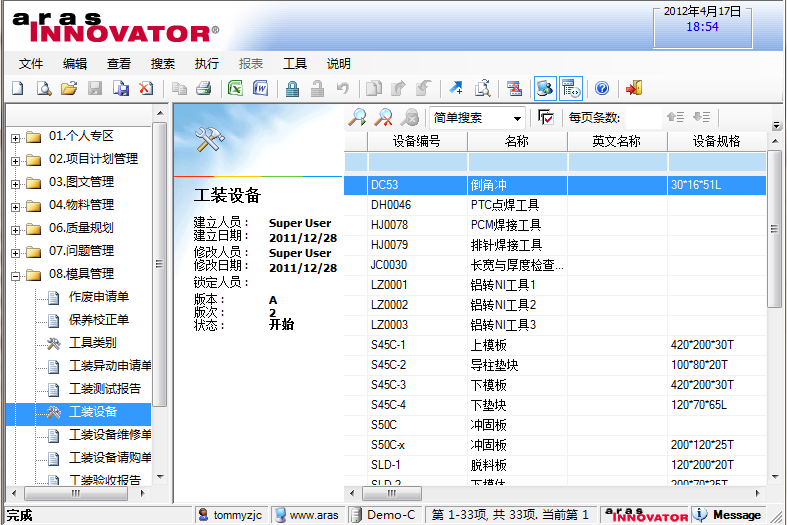 aras
INNOVATOR®
2012年4月17日
18:54
文件 编辑 查看 搜索 执行 报表 工具 说明
简单搜索 每页条数:
01.个人专区
02.项目计划管理
03.图文管理
04.物料管理
06.质量规划
07.问题管理
08.模具管理
作废申请单
保养校正单
工具类别
工装异动申请单
工装测试报告
工装设备
工装设备维修单
工装设备请购单
工装验收报告
工装设备
建立人员: Super User
建立日期: 2011/12/28
修改人员: Super User
修改日期: 2011/12/28
锁定人员:
版本: A
版次: 2
状态: 开始
设备编号 名称 英文名称 设备规格
DC53 倒角冲 30*16*51L
DH0046 PTC点焊工具
HJ0078 PCM焊接工具
HJ0079 排针焊接工具
JC0030 长宽与厚度检查...
LZ0001 铝转NI工具1
LZ0002 铝转NI工具2
LZ0003 铝转NI工具3
S45C-1 上模板 420*200*30T
S45C-2 导柱垫块 100*80*20T
S45C-3 下模板 420*200*30T
S45C-4 下垫块 120*70*65L
S50C 冲固板
S50C-x 冲固板 200*120*25T
SLD-1 脱料板 120*200*20T
SLD-2 下模体 200*70*25T
完成 tommyzjc www.aras Demo-C 第 1-33项, 共 33项. 当前第 1 aras INNOVATOR Message